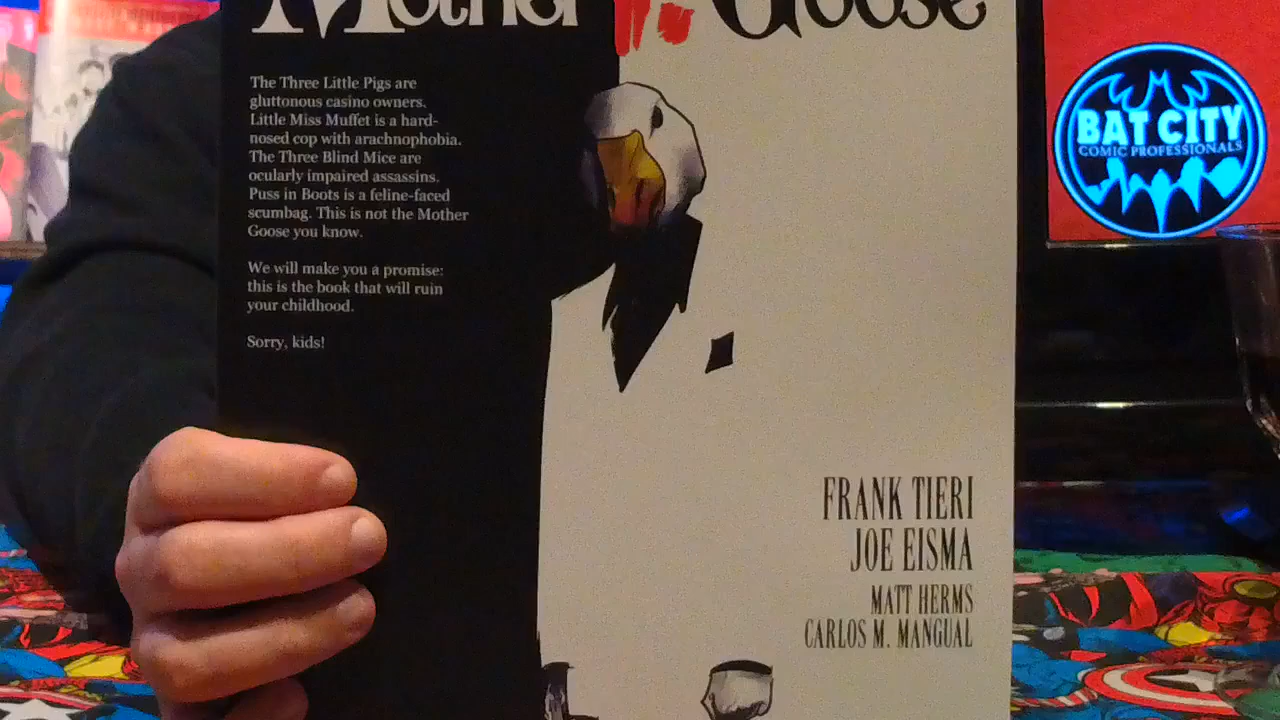 Mother Goose
The Three Little Pigs are
gluttonous casino owners.
Little Miss Muffet is a hard-
nosed cop with arachnophobia.
The Three Blind Mice are
ocularly impaired assassins.
Puss in Boots is a feline-faced
scumbag. This is not the Mother
Goose you know.
We will make you a promise:
this is the book that will ruin
your childhood.
Sorry, kids!
FRANK TIERI
JOE EISMA
MATT HERMS
CARLOS M. MANGUAL
BAT CITY
COMIC PROFESSIONALS